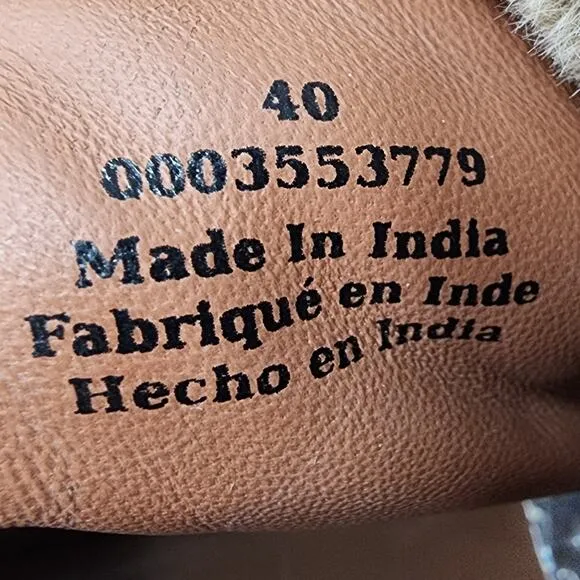 40
0003553779
Made In India
Fabriqué en Inde
Hecho en India